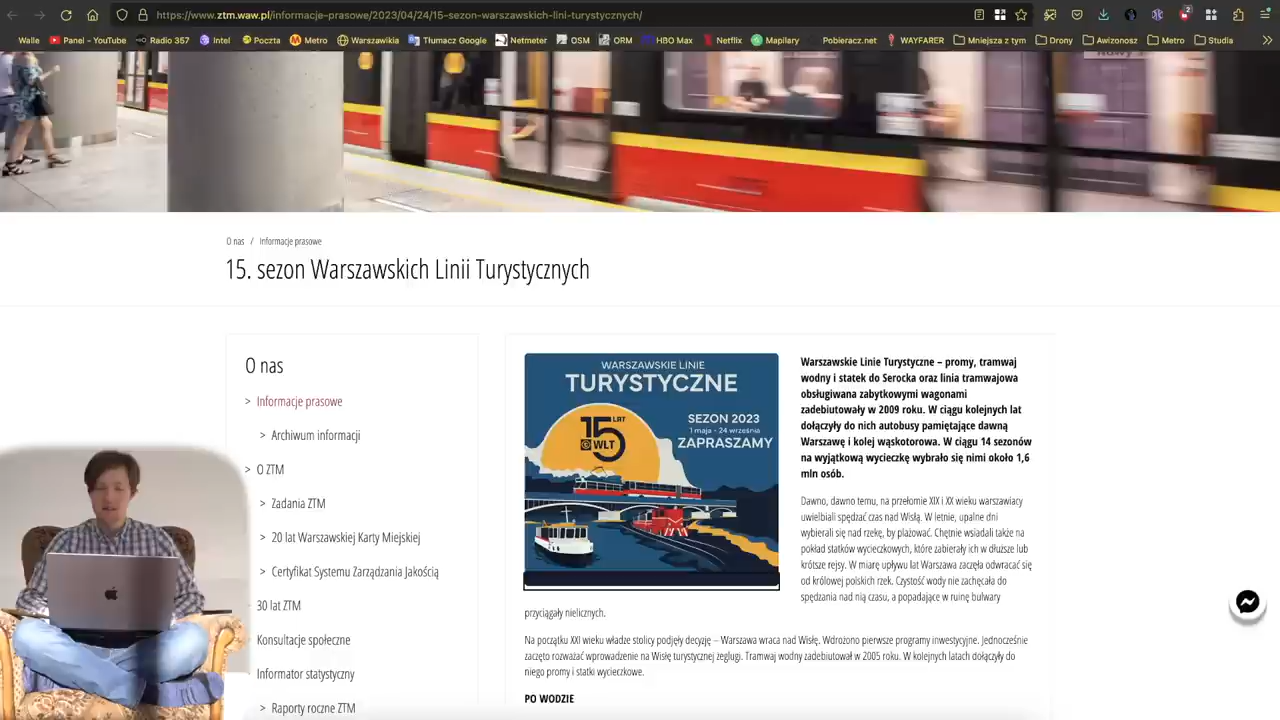 https://www.ztm.waw.pl/informacje-prasowe/2023/04/24/15-sezon-warszawskich-lini-turystycznych/
2
Walle Panel – YouTube Radio 357 Intel Poczta Metro Warszawikia Tłumacz Google Netmeter OSM ORM HBO Max Netflix Mapilary Pobieracz.net WAYFARER Mniejsza z tym Drony Awizonosz Metro Studia
O nas / Informacje prasowe
15. sezon Warszawskich Linii Turystycznych
O nas
> Informacje prasowe
> Archiwum informacji
> O ZTM
> Zadania ZTM
> 20 lat Warszawskiej Karty Miejskiej
> Certyfikat Systemu Zarządzania Jakością
30 lat ZTM
Konsultacje społeczne
Informator statystyczny
> Raporty roczne ZTM
WARSZAWSKIE LINIE
TURYSTYCZNE
SEZON 2023
1 maja - 24 września
ZAPRASZAMY
15 LAT
WLT
Warszawskie Linie Turystyczne – promy, tramwaj
wodny i statek do Serocka oraz linia tramwajowa
obsługiwana zabytkowymi wagonami
zadebiutowały w 2009 roku. W ciągu kolejnych lat
dołączyły do nich autobusy pamiętające dawną
Warszawę i kolej wąskotorowa. W ciągu 14 sezonów
na wyjątkową wycieczkę wybrało się nimi około 1,6
mln osób.
Dawno, dawno temu, na przełomie XIX i XX wieku warszawiacy
uwielbiali spędzać czas nad Wisłą. W letnie, upalne dni
wybierali się nad rzekę, by plażować. Chętnie wsiadali także na
pokład statków wycieczkowych, które zabierały ich w dłuższe lub
krótsze rejsy. W miarę upływu lat Warszawa zaczęła odwracać się
od królowej polskich rzek. Czystość wody nie zachęcała do
spędzania nad nią czasu, a popadające w ruinę bulwary
przyciągały nielicznych.
Na początku XXI wieku władze stolicy podjęły decyzję – Warszawa wraca nad Wisłę. Wdrożono pierwsze programy inwestycyjne. Jednocześnie
zaczęto rozważać wprowadzenie na Wisłę turystycznej żeglugi. Tramwaj wodny zadebiutował w 2005 roku. W kolejnych latach dołączyły do
niego promy i statki wycieczkowe.
PO WODZIE